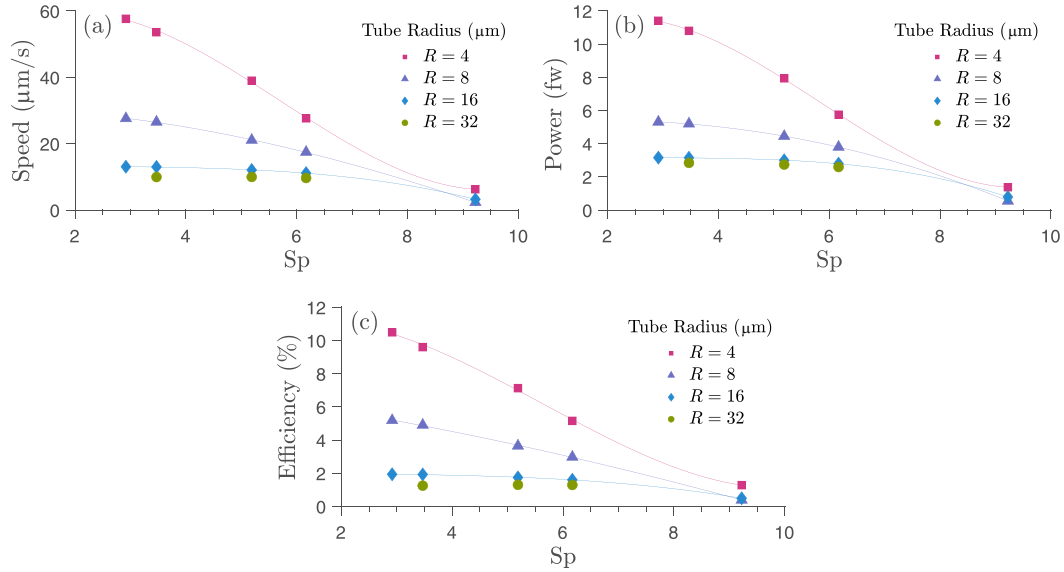 (a)
Speed (μm/s)
60
40
20
0
2
4
6
8
10
Sp
Tube Radius (μm)
R = 4
R = 8
R = 16
R = 32
(b)
Power (fw)
12
10
8
6
4
2
0
2
4
6
8
10
Sp
Tube Radius (μm)
R = 4
R = 8
R = 16
R = 32
(c)
Efficiency (%)
12
10
8
6
4
2
0
2
4
6
8
10
Sp
Tube Radius (μm)
R = 4
R = 8
R = 16
R = 32